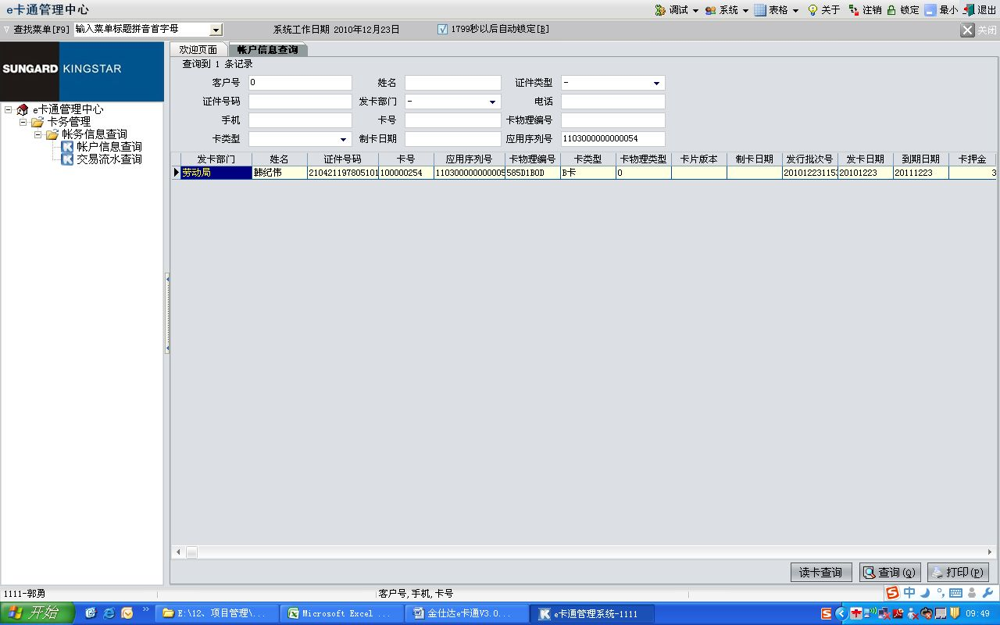 e卡通管理中心 调试 系统 表格 关于 注销 锁定 最小 退出
查找菜单[F9] 输入菜单标题拼音首字母 系统工作日期 2010年12月23日 1799秒以后自动锁定[B] 关闭
SUNGARD KINGSTAR
e卡通管理中心
卡务管理
帐务信息查询
帐户信息查询
交易流水查询
欢迎页面 帐户信息查询
查询到 1 条记录
客户号 0 姓名 证件类型 -
证件号码 发卡部门 - 电话
手机 卡号 卡物理编号
卡类型 制卡日期 应用序列号 1103000000000054
发卡部门 姓名 证件号码 卡号 应用序列号 卡物理编号 卡类型 卡物理类型 卡片版本 制卡日期 发行批次号 发卡日期 到期日期 卡押金
劳动局 韩纪伟 210421197805101 100000254 110300000000005 585D1B0D B卡 0 201012231153 20101223 20111223 3
读卡查询 查询(Q) 打印(P)
1111-郭勇 客户号,手机,卡号 中
开始 E:\12、项目管理\... Microsoft Excel ... 金仕达e卡通V3.0... e卡通管理系统-1111 09:49